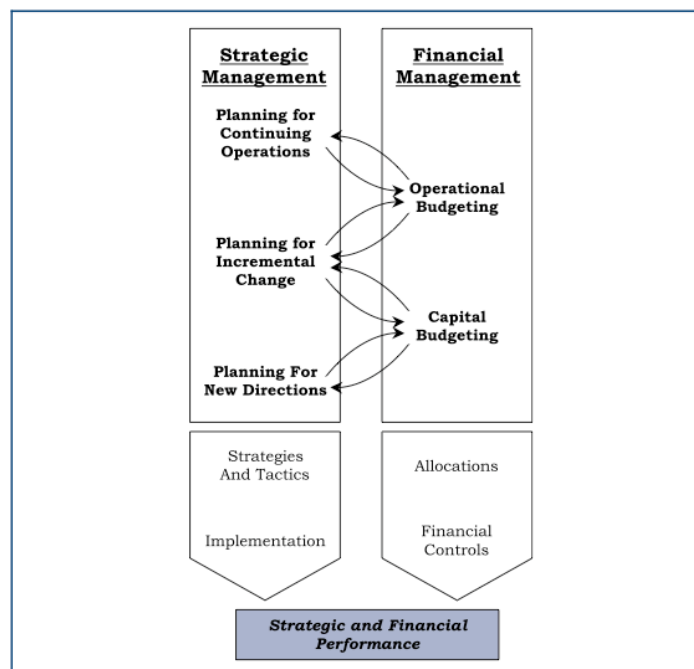 Strategic
Management
Planning for
Continuing
Operations
Planning for
Incremental
Change
Planning For
New Directions
Strategies
And Tactics
Implementation
Financial
Management
Operational
Budgeting
Capital
Budgeting
Allocations
Financial
Controls
Strategic and Financial
Performance